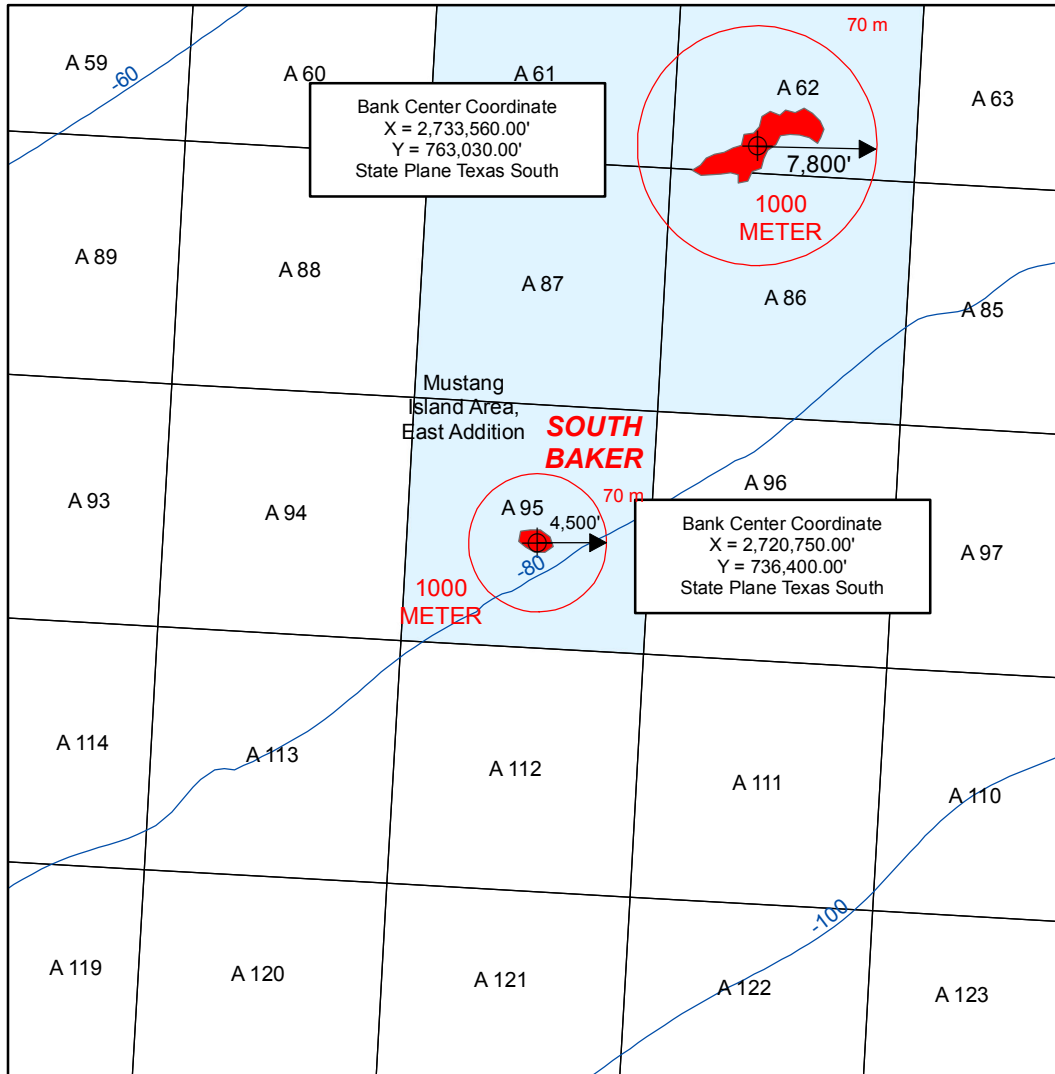 70 m
A 59
-60
A 60
A 61
A 62
A 63
Bank Center Coordinate
X = 2,733,560.00'
Y = 763,030.00'
State Plane Texas South
7,800'
1000
METER
A 89
A 88
A 87
A 86
A 85
Mustang
Island Area,
East Addition
SOUTH
BAKER
A 93
A 94
A 95
70 m
4,500'
A 96
A 97
-80
1000
METER
Bank Center Coordinate
X = 2,720,750.00'
Y = 736,400.00'
State Plane Texas South
A 114
A 113
A 112
A 111
A 110
-100
A 119
A 120
A 121
A 122
A 123